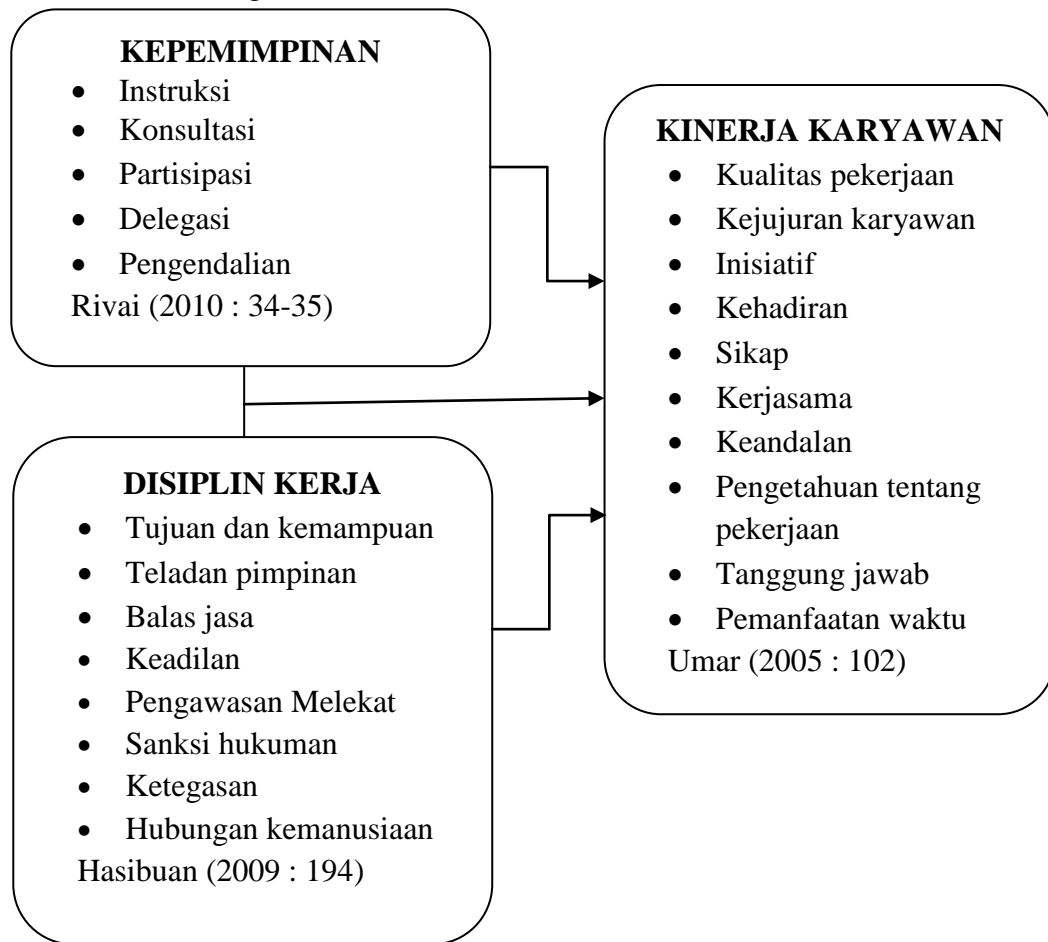 KEPEMIMPINAN
• Instruksi
• Konsultasi
• Partisipasi
• Delegasi
• Pengendalian
Rivai (2010 : 34-35)
DISIPLIN KERJA
• Tujuan dan kemampuan
• Teladan pimpinan
• Balas jasa
• Keadilan
• Pengawasan Melekat
• Sanksi hukuman
• Ketegasan
• Hubungan kemanusiaan
Hasibuan (2009 : 194)
KINERJA KARYAWAN
• Kualitas pekerjaan
• Kejujuran karyawan
• Inisiatif
• Kehadiran
• Sikap
• Kerjasama
• Keandalan
• Pengetahuan tentang
pekerjaan
• Tanggung jawab
• Pemanfaatan waktu
Umar (2005 : 102)